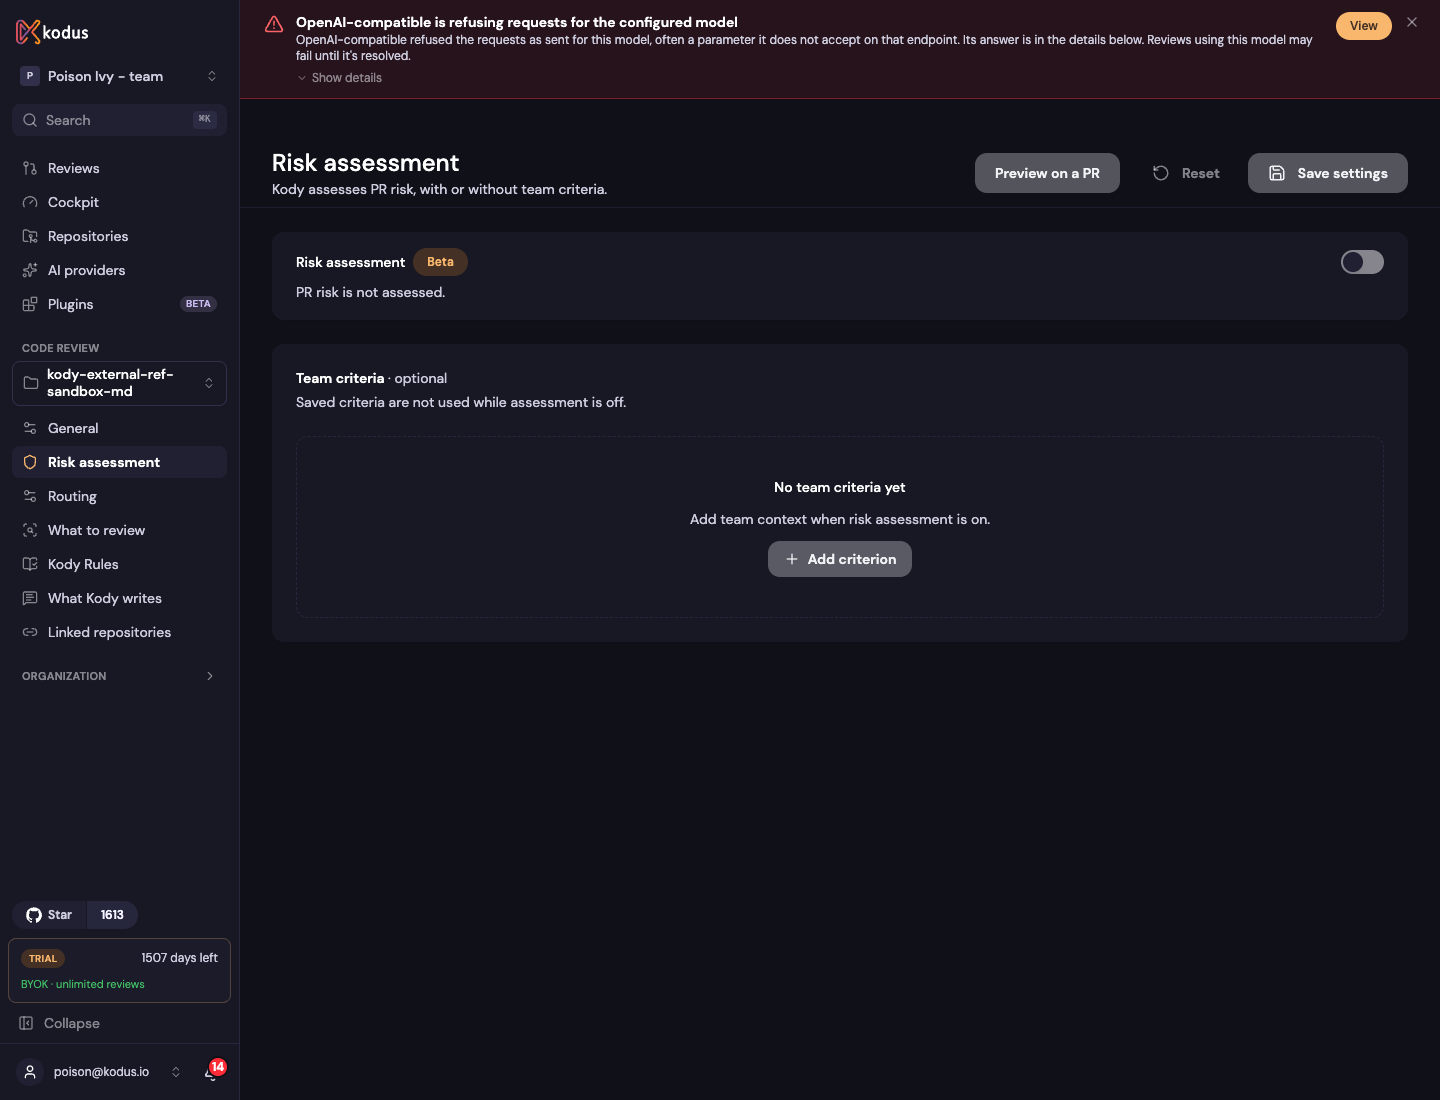 kodus
P Poison Ivy - team
Search ⌘K
Reviews
Cockpit
Repositories
AI providers
Plugins BETA
CODE REVIEW
kody-external-ref-
sandbox-md
General
Risk assessment
Routing
What to review
Kody Rules
What Kody writes
Linked repositories
ORGANIZATION
Star 1613
TRIAL 1507 days left
BYOK · unlimited reviews
Collapse
poison@kodus.io 14
OpenAI-compatible is refusing requests for the configured model
OpenAI-compatible refused the requests as sent for this model, often a parameter it does not accept on that endpoint. Its answer is in the details below. Reviews using this model may
fail until it's resolved.
Show details
View
Risk assessment
Kody assesses PR risk, with or without team criteria.
Preview on a PR Reset Save settings
Risk assessment Beta
PR risk is not assessed.
Team criteria · optional
Saved criteria are not used while assessment is off.
No team criteria yet
Add team context when risk assessment is on.
Add criterion